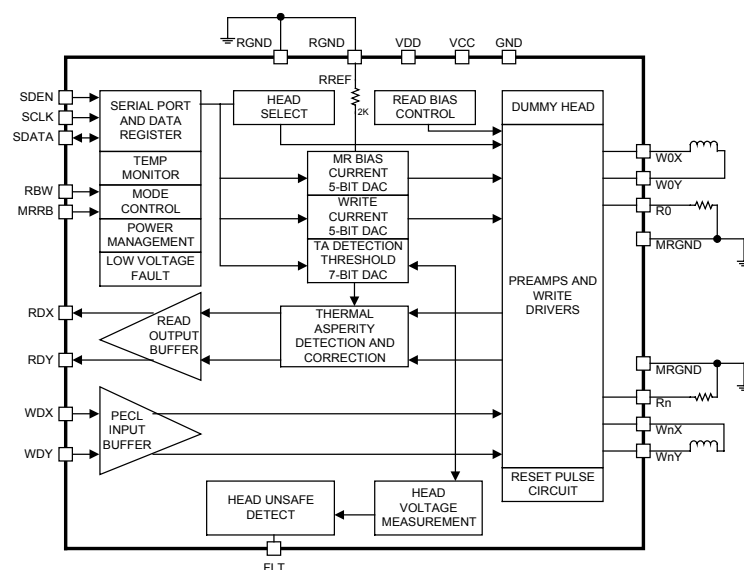 RGND
RGND
VDD
VCC
GND
SDEN
SCLK
SDATA
SERIAL PORT
AND DATA
REGISTER
HEAD
SELECT
RREF
2K
READ BIAS
CONTROL
DUMMY HEAD
TEMP
MONITOR
RBW
MRRB
MODE
CONTROL
POWER
MANAGEMENT
LOW VOLTAGE
FAULT
MR BIAS
CURRENT
5-BIT DAC
WRITE
CURRENT
5-BIT DAC
TA DETECTION
THRESHOLD
7-BIT DAC
W0X
W0Y
R0
MRGND
PREAMPS AND
WRITE
DRIVERS
RDX
RDY
READ
OUTPUT
BUFFER
THERMAL
ASPERITY
DETECTION AND
CORRECTION
MRGND
Rn
WnX
WnY
WDX
WDY
PECL
INPUT
BUFFER
RESET PULSE
CIRCUIT
HEAD UNSAFE
DETECT
HEAD
VOLTAGE
MEASUREMENT
FLT